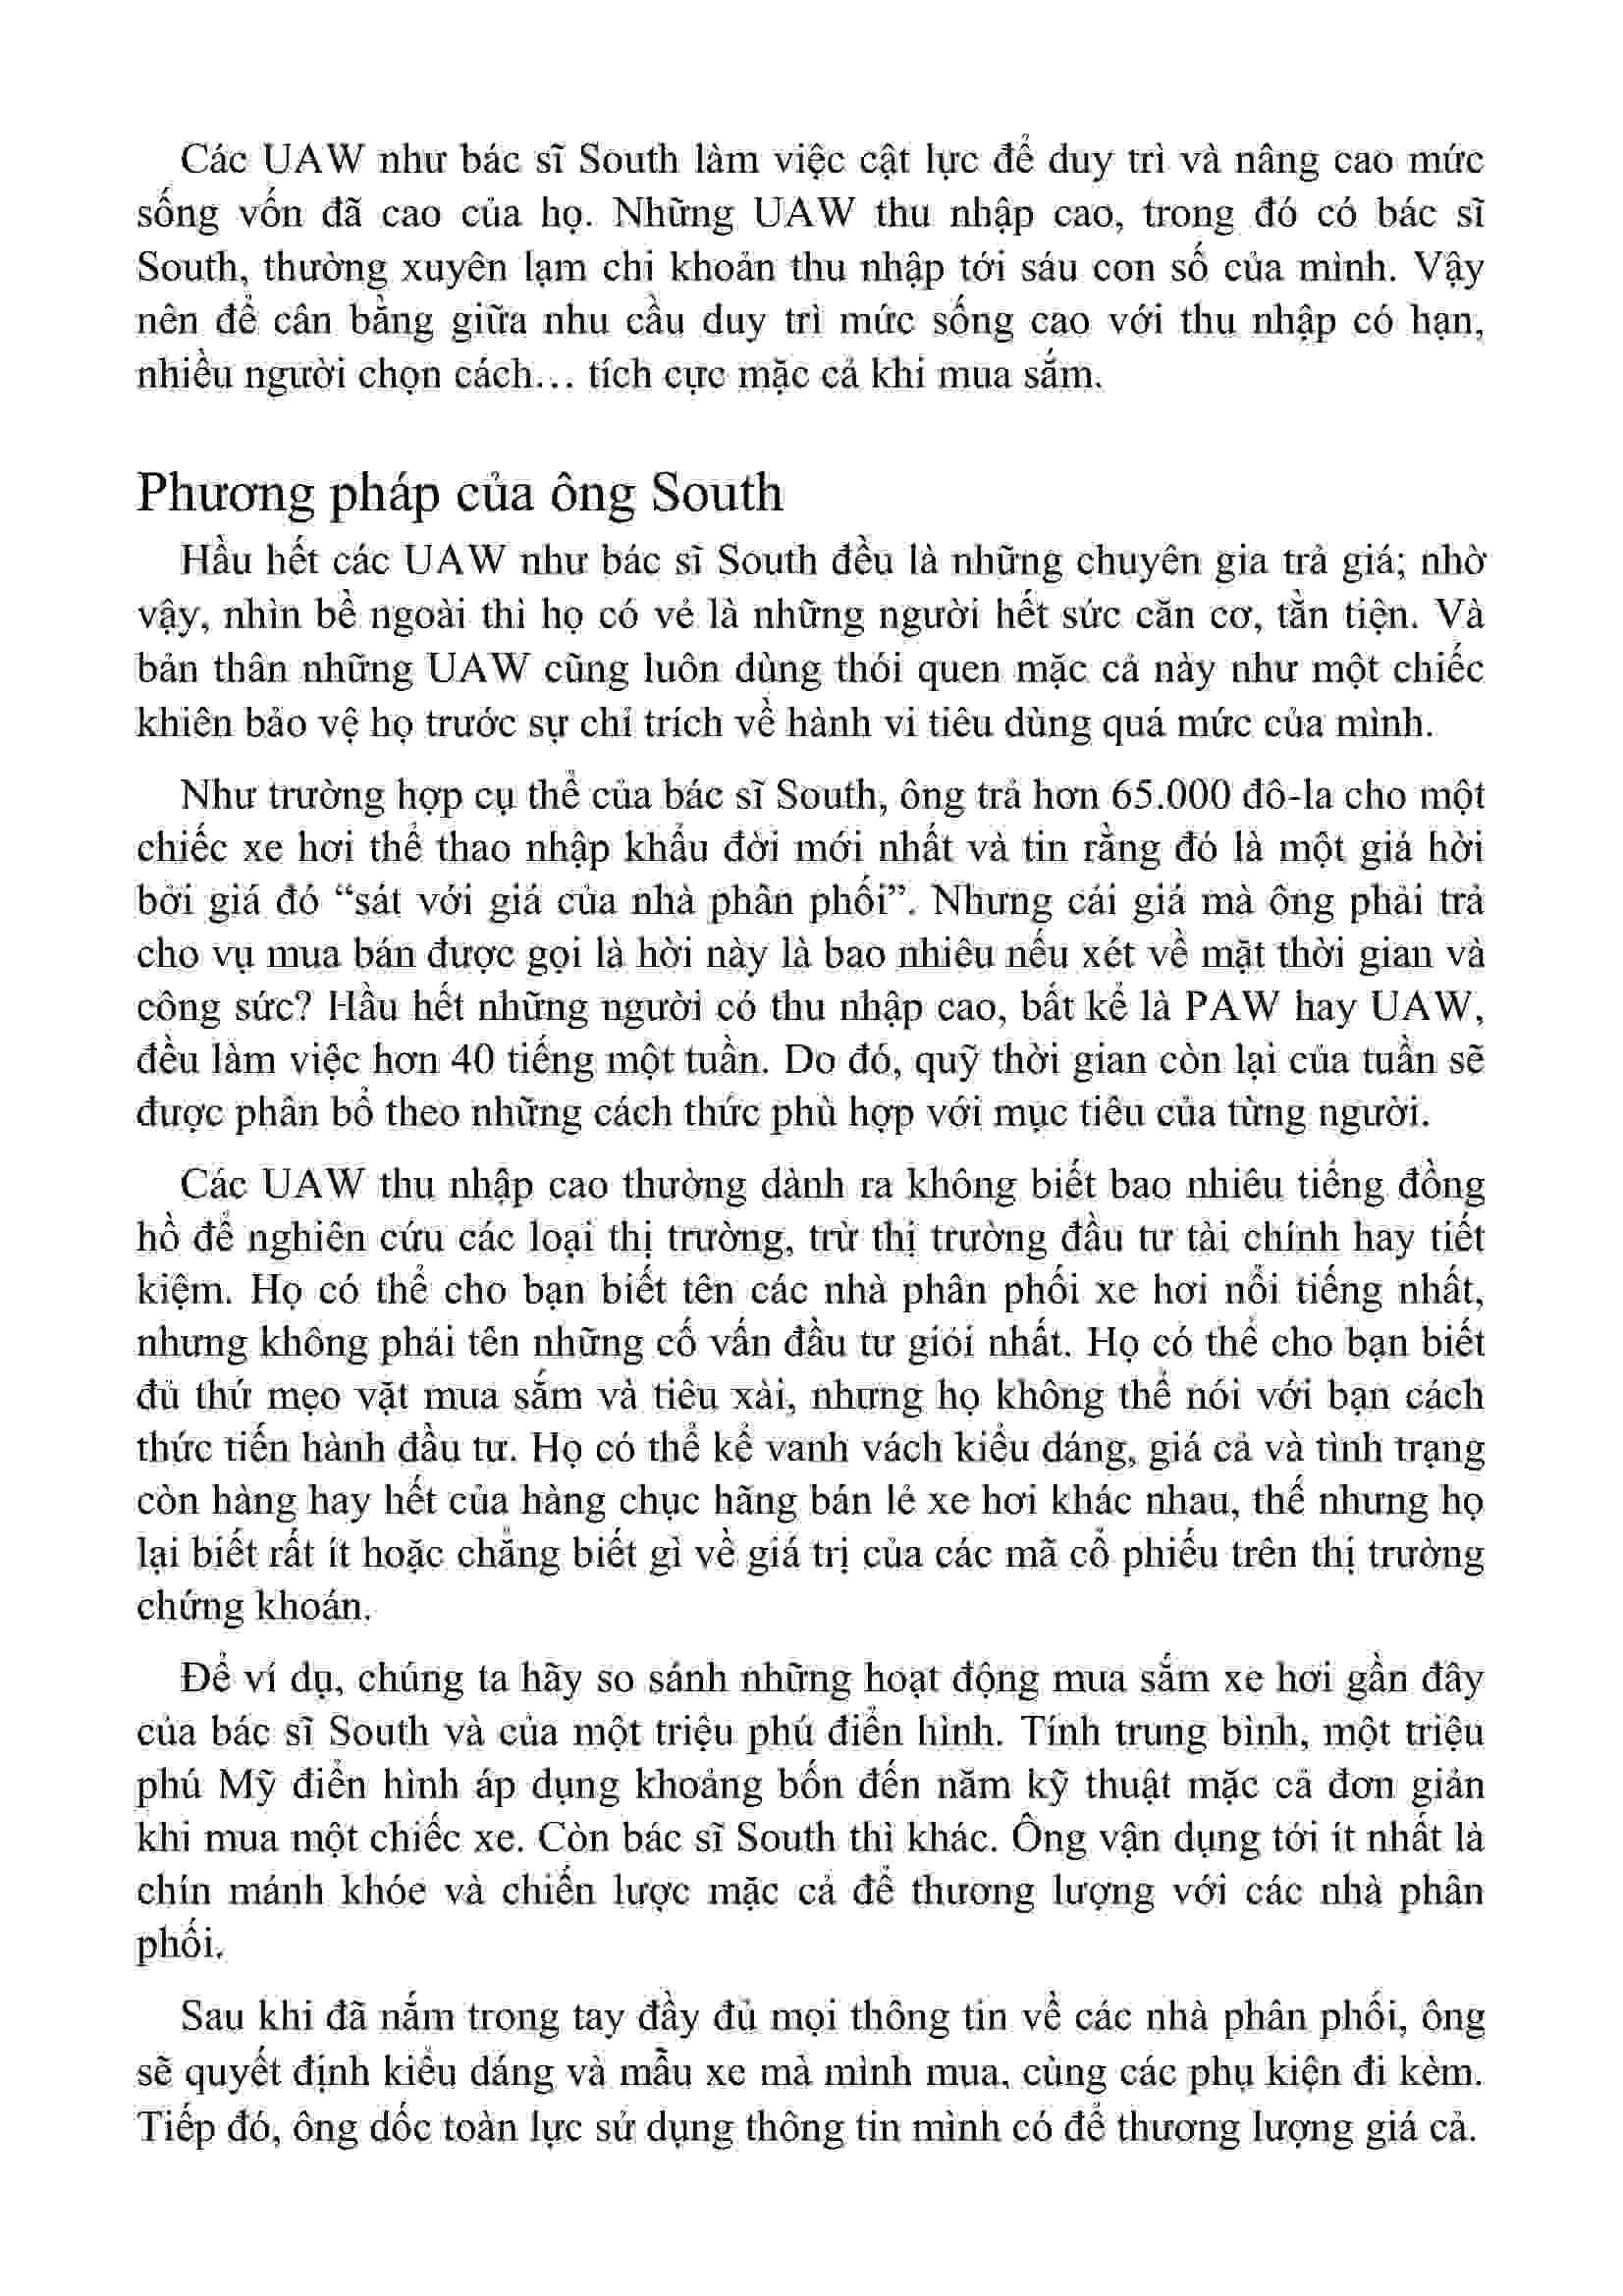 Các UAW như bác sĩ South làm việc cật lực để duy trì và nâng cao mức
sống vốn đã cao của họ. Những UAW thu nhập cao, trong đó có bác sĩ
South, thường xuyên lạm chi khoản thu nhập tới sáu con số của mình. Vậy
nên để cân bằng giữa nhu cầu duy trì mức sống cao với thu nhập có hạn,
nhiều người chọn cách… tích cực mặc cả khi mua sắm.
Phương pháp của ông South
Hầu hết các UAW như bác sĩ South đều là những chuyên gia trả giá; nhờ
vậy, nhìn bề ngoài thì họ có vẻ là những người hết sức căn cơ, tằn tiện. Và
bản thân những UAW cũng luôn dùng thói quen mặc cả này như một chiếc
khiên bảo vệ họ trước sự chỉ trích về hành vi tiêu dùng quá mức của mình.
Như trường hợp cụ thể của bác sĩ South, ông trả hơn 65.000 đô-la cho một
chiếc xe hơi thể thao nhập khẩu đời mới nhất và tin rằng đó là một giá hời
bởi giá đó “sát với giá của nhà phân phối”. Nhưng cái giá mà ông phải trả
cho vụ mua bán được gọi là hời này là bao nhiêu nếu xét về mặt thời gian và
công sức? Hầu hết những người có thu nhập cao, bất kể là PAW hay UAW,
đều làm việc hơn 40 tiếng một tuần. Do đó, quỹ thời gian còn lại của tuần sẽ
được phân bổ theo những cách thức phù hợp với mục tiêu của từng người.
Các UAW thu nhập cao thường dành ra không biết bao nhiêu tiếng đồng
hồ để nghiên cứu các loại thị trường, trừ thị trường đầu tư tài chính hay tiết
kiệm. Họ có thể cho bạn biết tên các nhà phân phối xe hơi nổi tiếng nhất,
nhưng không phải tên những cố vấn đầu tư giỏi nhất. Họ có thể cho bạn biết
đủ thứ mẹo vặt mua sắm và tiêu xài, nhưng họ không thể nói với bạn cách
thức tiến hành đầu tư. Họ có thể kể vanh vách kiểu dáng, giá cả và tình trạng
còn hàng hay hết của hàng chục hãng bán lẻ xe hơi khác nhau, thế nhưng họ
lại biết rất ít hoặc chẳng biết gì về giá trị của các mã cổ phiếu trên thị trường
chứng khoán.
Để ví dụ, chúng ta hãy so sánh những hoạt động mua sắm xe hơi gần đây
của bác sĩ South và của một triệu phú điển hình. Tính trung bình, một triệu
phú Mỹ điển hình áp dụng khoảng bốn đến năm kỹ thuật mặc cả đơn giản
khi mua một chiếc xe. Còn bác sĩ South thì khác. Ông vận dụng tới ít nhất là
chín mánh khóe và chiến lược mặc cả để thương lượng với các nhà phân
phối.
Sau khi đã nắm trong tay đầy đủ mọi thông tin về các nhà phân phối, ông
sẽ quyết định kiểu dáng và mẫu xe mà mình mua, cùng các phụ kiện đi kèm.
Tiếp đó, ông dốc toàn lực sử dụng thông tin mình có để thương lượng giá cả.